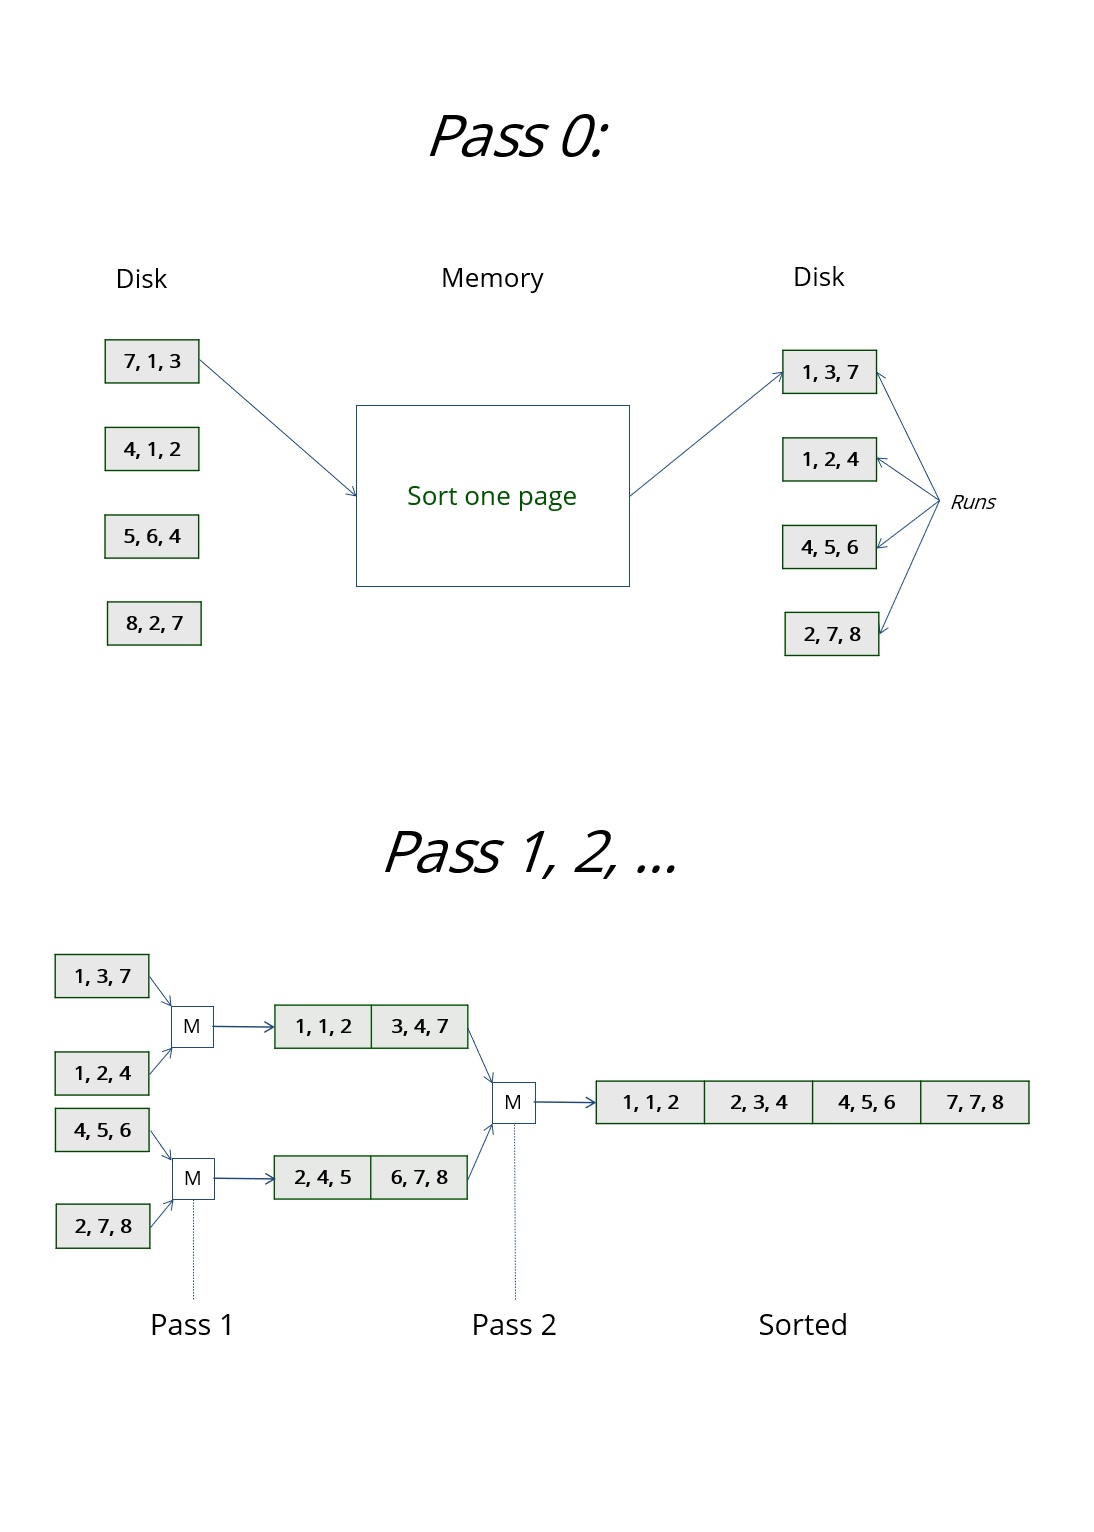 Pass 0:
Disk
Memory
Disk
7, 1, 3
4, 1, 2
5, 6, 4
8, 2, 7
Sort one page
1, 3, 7
1, 2, 4
4, 5, 6
2, 7, 8
Runs
Pass 1, 2, ...
1, 3, 7
1, 2, 4
4, 5, 6
2, 7, 8
M
M
1, 1, 2 3, 4, 7
2, 4, 5 6, 7, 8
M
1, 1, 2 2, 3, 4 4, 5, 6 7, 7, 8
Pass 1 Pass 2 Sorted